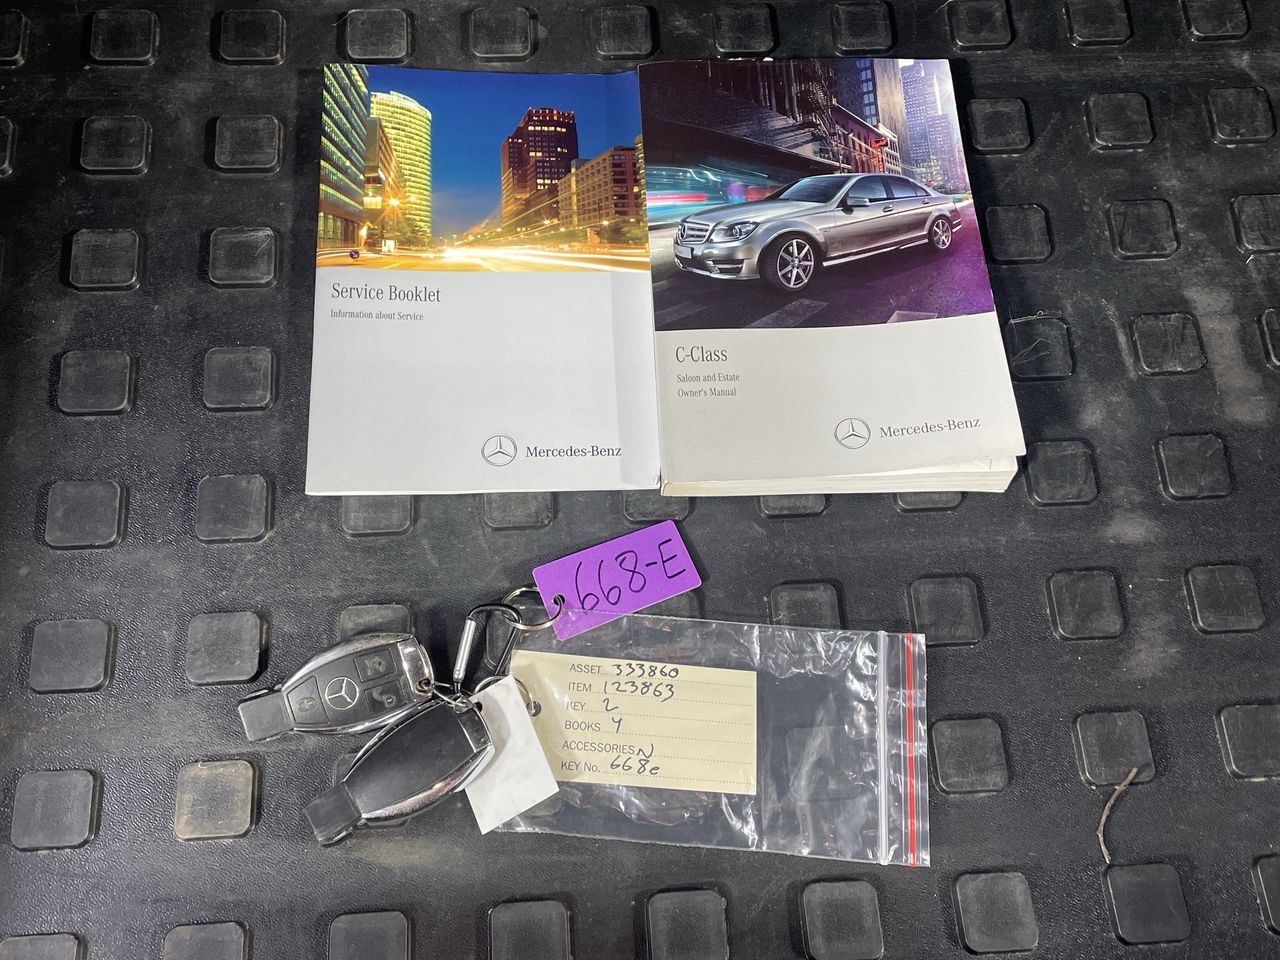 Service Booklet
Information about Service
Mercedes-Benz
C-Class
Saloon and Estate
Owner's Manual
Mercedes-Benz
668-E
ASSET 333860
ITEM 123863
KEY 2
BOOKS Y
ACCESSORIES N
KEY No. 668e